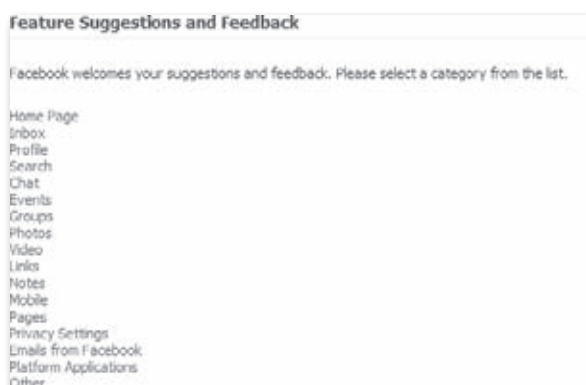 Feature Suggestions and Feedback
Facebook welcomes your suggestions and feedback. Please select a category from the list.
Home Page
Inbox
Profile
Search
Chat
Events
Groups
Photos
Video
Links
Notes
Mobile
Pages
Privacy Settings
Emails from Facebook
Platform Applications
Other